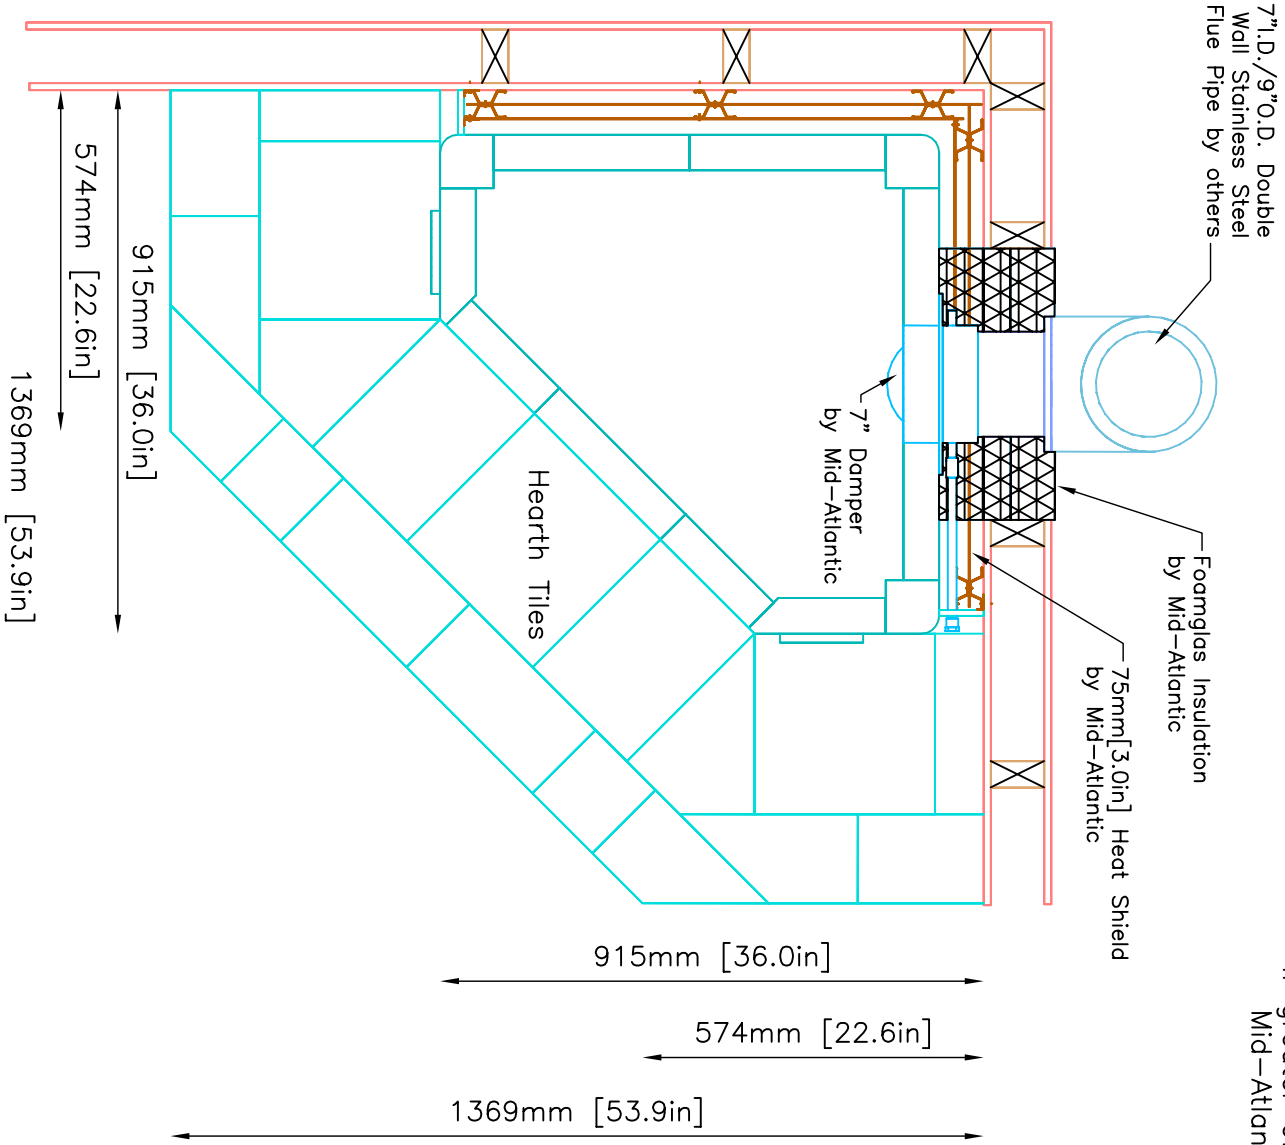 7"I.D./9"O.D. Double
Wall Stainless Steel
Flue Pipe by others
Foamglas Insulation
by Mid-Atlantic
75mm[3.0in] Heat Shield
by Mid-Atlantic
7" Damper
by Mid-Atlantic
Hearth Tiles
915mm [36.0in]
574mm [22.6in]
1369mm [53.9in]
915mm [36.0in]
574mm [22.6in]
1369mm [53.9in]